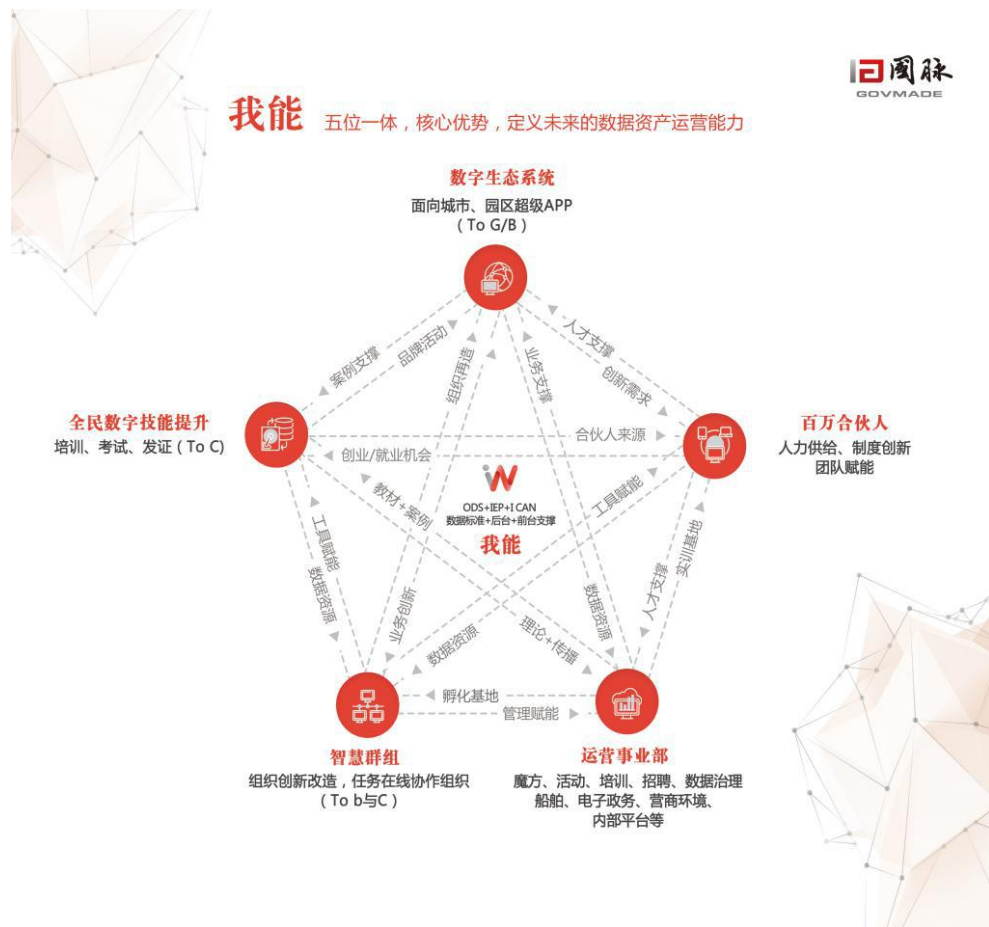 国脉
GOVMADE
我能 五位一体，核心优势，定义未来的数据资产运营能力
数字生态系统
面向城市、园区超级APP
（To G/B）
案例支撑
品牌活动
组织再造
业务支撑
人才支撑
创新需求
全民数字技能提升
培训、考试、发证（To C)
百万合伙人
人力供给、制度创新
团队赋能
合伙人来源
创业/就业机会
教材+案例
工具赋能
ODS+IEP+I CAN
数据标准+后台+前台支撑
我能
工具赋能
数据资源
业务创新
数据资源
理论+传播
数据资源
人才支撑
实训基地
孵化基地
管理赋能
智慧群组
组织创新改造，任务在线协作组织
（To b与C）
运营事业部
魔方、活动、培训、招聘、数据治理
船舶、电子政务、营商环境、
内部平台等